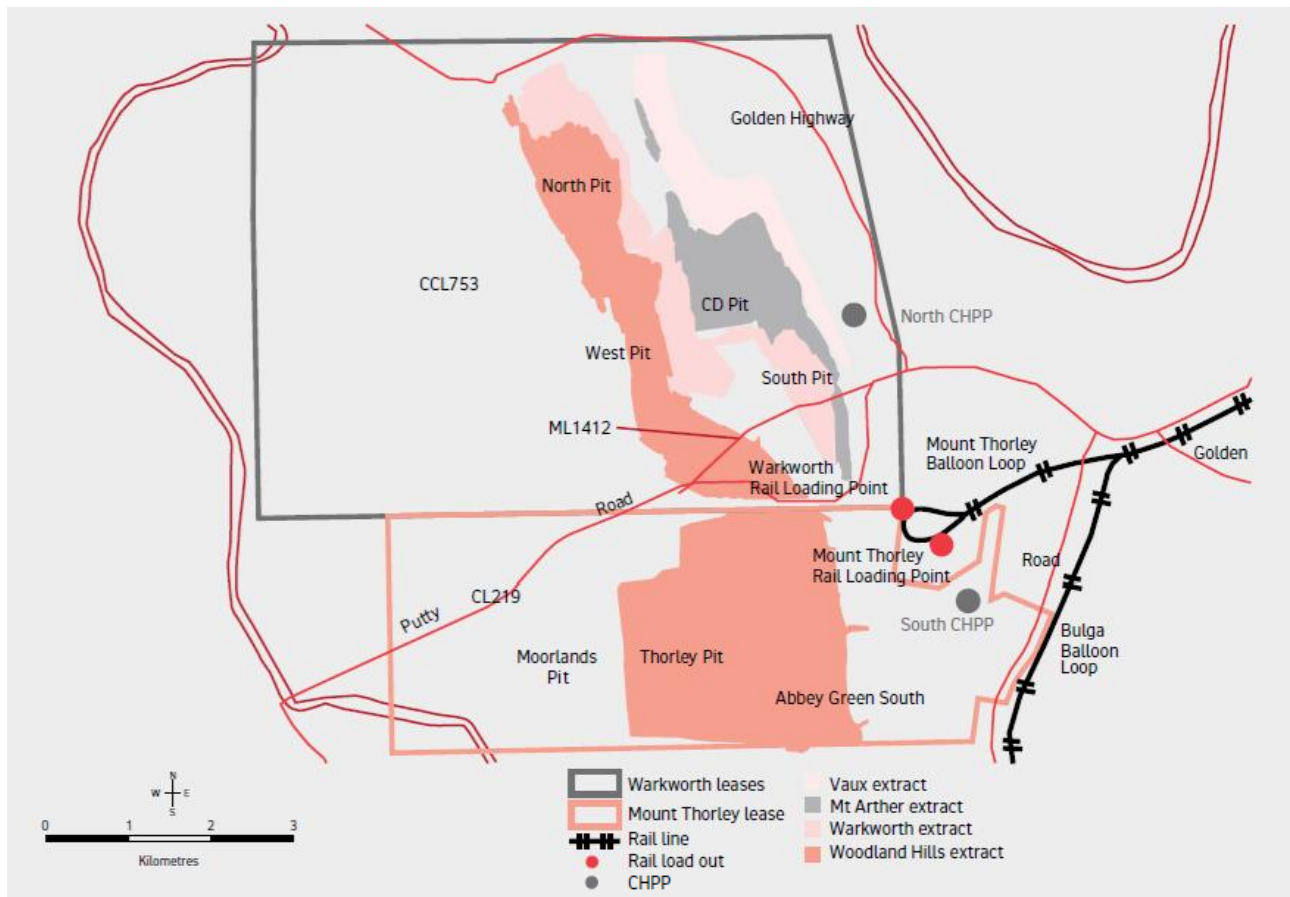 Golden Highway
North Pit
CCL753
CD Pit
North CHPP
West Pit
South Pit
ML1412
Mount Thorley
Balloon Loop
Golden
Warkworth
Rail Loading Point
Road
Mount Thorley
Rail Loading Point
Road
CL219
Putty
South CHPP
Moorlands
Pit
Thorley Pit
Bulga
Balloon
Loop
Abbey Green South
N
W E
S
0 1 2 3
Kilometres
Warkworth leases
Mount Thorley lease
Rail line
Rail load out
CHPP
Vaux extract
Mt Arther extract
Warkworth extract
Woodland Hills extract